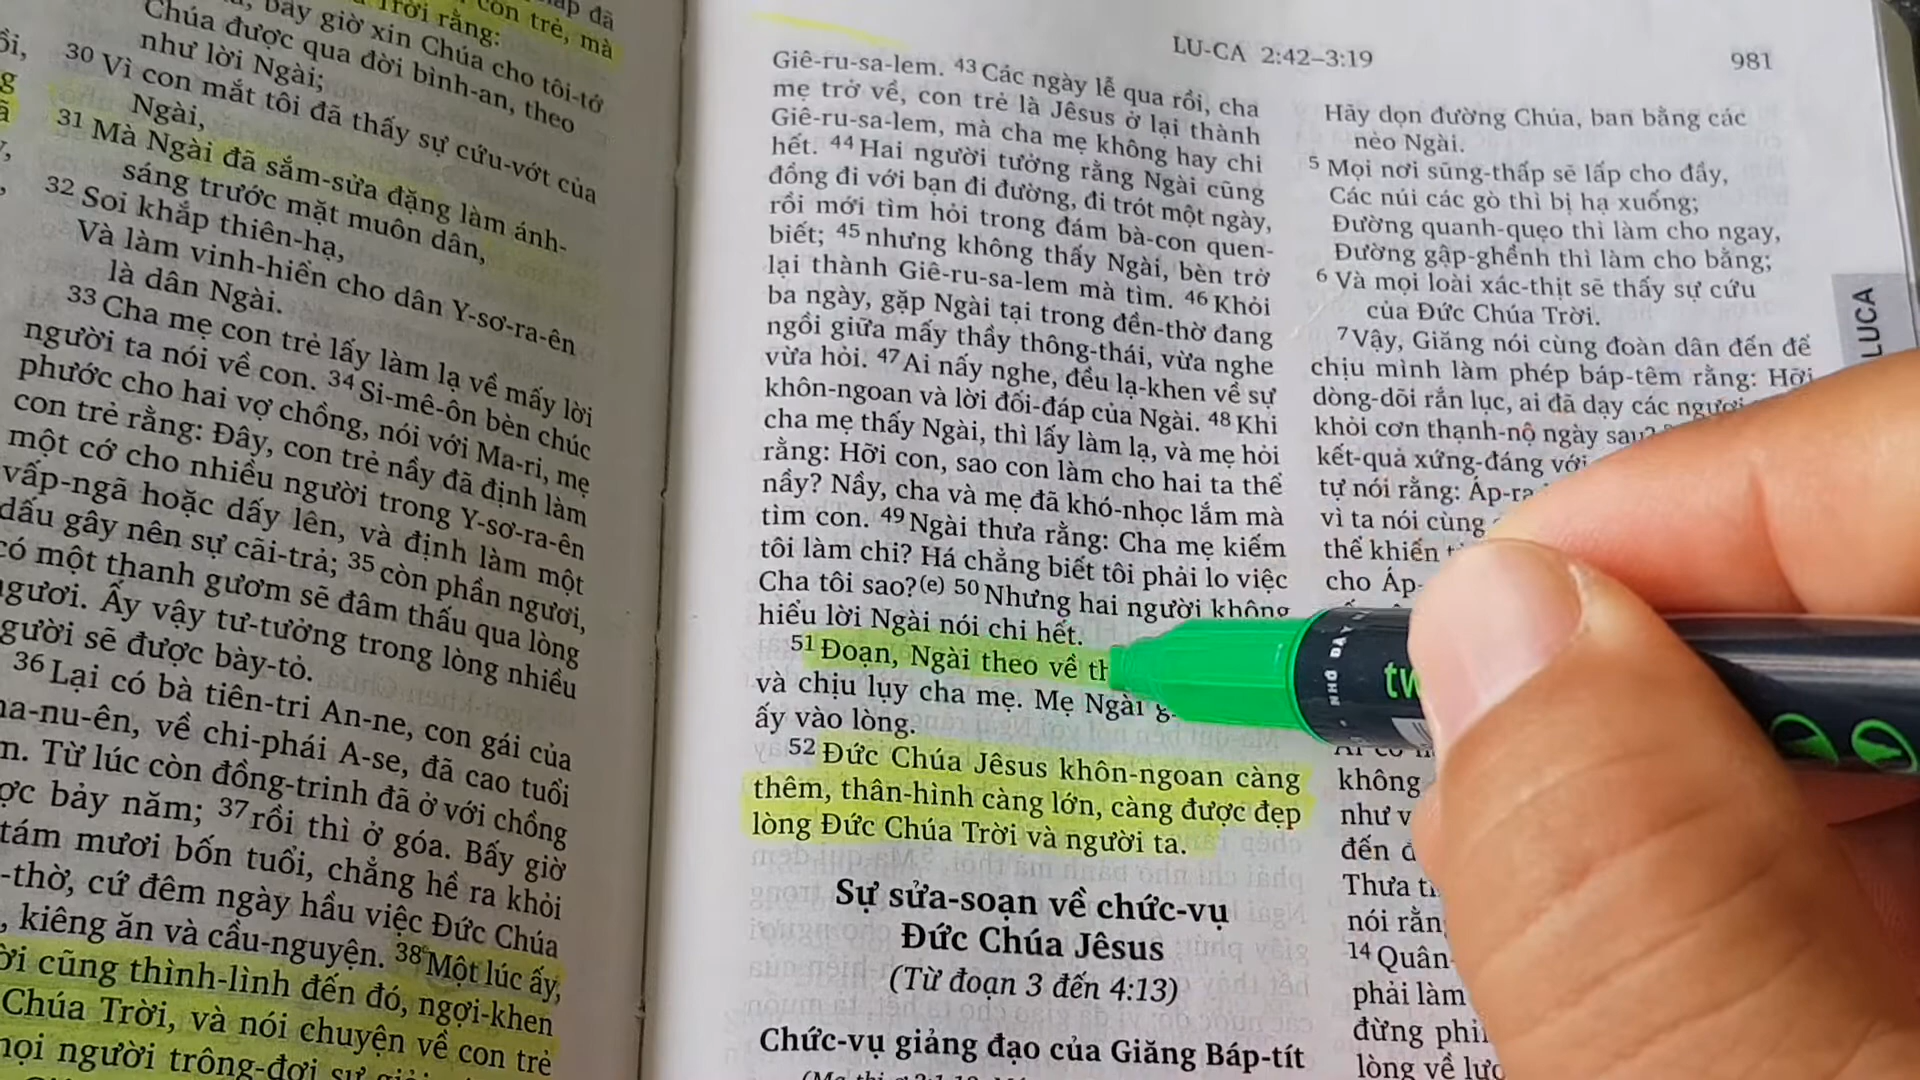 con trẻ, mà
Trời rằng:
bây giờ xin Chúa cho tôi-tớ
Chúa được qua đời bình-an, theo
như lời Ngài;
30 Vì con mắt tôi đã thấy sự cứu-vớt của
Ngài,
31 Mà Ngài đã sắm-sửa đặng làm ánh-
sáng trước mặt muôn dân,
32 Soi khắp thiên-hạ,
Và làm vinh-hiển cho dân Y-sơ-ra-ên
là dân Ngài.
33 Cha mẹ con trẻ lấy làm lạ về mấy lời
người ta nói về con. 34 Si-mê-ôn bèn chúc
phước cho hai vợ chồng, nói với Ma-ri, mẹ
con trẻ rằng: Đây, con trẻ nầy đã định làm
một cớ cho nhiều người trong Y-sơ-ra-ên
vấp-ngã hoặc dấy lên, và định làm một
dấu gây nên sự cãi-trả; 35 còn phần ngươi,
có một thanh gươm sẽ đâm thấu qua lòng
ngươi. Ấy vậy tư-tưởng trong lòng nhiều
người sẽ được bày-tỏ.
36 Lại có bà tiên-tri An-ne, con gái của
về chi-phái A-se, đã cao tuổi
Từ lúc còn đồng-trinh đã ở với chồng
bảy năm; 37 rồi thì ở góa. Bấy giờ
tám mươi bốn tuổi, chẳng hề ra khỏi
-thờ, cứ đêm ngày hầu việc Đức Chúa
kiêng ăn và cầu-nguyện. 38 Một lúc ấy,
cũng thình-lình đến đó, ngợi-khen
Chúa Trời, và nói chuyện về con trẻ
mọi người trông-đợi sự
LU-CA 2:42–3:19
981
Giê-ru-sa-lem. 43 Các ngày lễ qua rồi, cha
mẹ trở về, con trẻ là Jêsus ở lại thành
Giê-ru-sa-lem, mà cha mẹ không hay chi
hết. 44 Hai người tưởng rằng Ngài cũng
đồng đi với bạn đi đường, đi trót một ngày,
rồi mới tìm hỏi trong đám bà-con quen-
biết; 45 nhưng không thấy Ngài, bèn trở
lại thành Giê-ru-sa-lem mà tìm. 46 Khỏi
ba ngày, gặp Ngài tại trong đền-thờ đang
ngồi giữa mấy thầy thông-thái, vừa nghe
vừa hỏi. 47 Ai nấy nghe, đều lạ-khen về sự
khôn-ngoan và lời đối-đáp của Ngài. 48 Khi
cha mẹ thấy Ngài, thì lấy làm lạ, và mẹ hỏi
rằng: Hỡi con, sao con làm cho hai ta thể
nầy? Nầy, cha và mẹ đã khó-nhọc lắm mà
tìm con. 49 Ngài thưa rằng: Cha mẹ kiếm
tôi làm chi? Há chẳng biết tôi phải lo việc
Cha tôi sao?(e) 50 Nhưng hai người không
hiểu lời Ngài nói chi hết.
51 Đoạn, Ngài theo về th
và chịu lụy cha mẹ. Mẹ Ngài g
ấy vào lòng.
52 Đức Chúa Jêsus khôn-ngoan càng
thêm, thân-hình càng lớn, càng được đẹp
lòng Đức Chúa Trời và người ta.
Sự sửa-soạn về chức-vụ
Đức Chúa Jêsus
(Từ đoạn 3 đến 4:13)
Chức-vụ giảng đạo của Giăng Báp-tít
Hãy dọn đường Chúa, ban bằng các
nẻo Ngài.
5 Mọi nơi sũng-thấp sẽ lấp cho đầy,
Các núi các gò thì bị hạ xuống;
Đường quanh-quẹo thì làm cho ngay,
Đường gập-ghềnh thì làm cho bằng;
6 Và mọi loài xác-thịt sẽ thấy sự cứu
của Đức Chúa Trời.
7 Vậy, Giăng nói cùng đoàn dân đến để
chịu mình làm phép báp-têm rằng: Hỡi
dòng-dõi rắn lục, ai đã dạy các ngươi
khỏi cơn thạnh-nộ ngày sau?
kết-quả xứng-đáng với
tự nói rằng: Áp-ra
vì ta nói cùng
thể khiến
cho Áp-
không
như v
đến đ
Thưa
nói rằn
14 Quân
phải làm
đừng phi
lòng về lươ
LUCA
tw